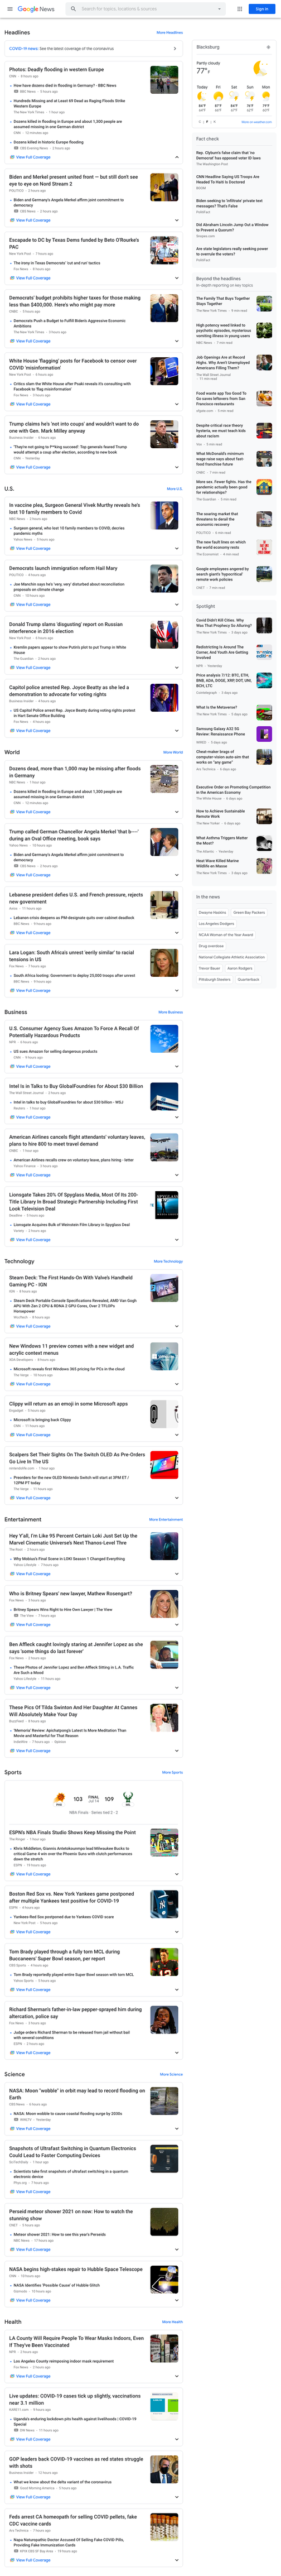 Google News
Search for topics, locations & sources
Sign in
Headlines
More Headlines
COVID-19 news: See the latest coverage of the coronavirus
Photos: Deadly flooding in western Europe
How have dozens died in flooding in Germany? - BBC News
Hundreds Missing and at Least 69 Dead as Raging Floods Strike
Western Europe
Dozens killed in flooding in Europe and about 1,300 people are
assumed missing in one German district
Dozens killed in historic Europe flooding
View Full Coverage
Biden and Merkel present united front — but still don't see
eye to eye on Nord Stream 2
Biden and Germany's Angela Merkel affirm joint commitment to
democracy
View Full Coverage
Escapade to DC by Texas Dems funded by Beto O'Rourke's
PAC
The irony in Texas Democrats' 'cut and run' tactics
View Full Coverage
Democrats' budget prohibits higher taxes for those making
less than $400,000. Here's who might pay more
Democrats Push a Budget to Fulfill Biden's Aggressive Economic
Ambitions
View Full Coverage
White House 'flagging' posts for Facebook to censor over
COVID 'misinformation'
Critics slam the White House after Psaki reveals it's consulting with
Facebook to 'flag misinformation'
View Full Coverage
Trump claims he's 'not into coups' and wouldn't want to do
one with Gen. Mark Milley anyway
'They're not going to f**king succeed': Top generals feared Trump
would attempt a coup after election, according to new book
View Full Coverage
U.S.
More U.S.
In vaccine plea, Surgeon General Vivek Murthy reveals he's
lost 10 family members to Covid
Surgeon general, who lost 10 family members to COVID, decries
pandemic myths
View Full Coverage
Democrats launch immigration reform Hail Mary
Joe Manchin says he's 'very, very' disturbed about reconciliation
proposals on climate change
View Full Coverage
Donald Trump slams 'disgusting' report on Russian
interference in 2016 election
Kremlin papers appear to show Putin's plot to put Trump in White
House
View Full Coverage
Capitol police arrested Rep. Joyce Beatty as she led a
demonstration to advocate for voting rights
US Capitol Police arrest Rep. Joyce Beatty during voting rights protest
in Hart Senate Office Building
View Full Coverage
World
More World
Dozens dead, more than 1,000 may be missing after floods
in Germany
Dozens killed in flooding in Europe and about 1,300 people are
assumed missing in one German district
View Full Coverage
Trump called German Chancellor Angela Merkel 'that b----'
during an Oval Office meeting, book says
Biden and Germany's Angela Merkel affirm joint commitment to
democracy
View Full Coverage
Lebanese president defies U.S. and French pressure, rejects
new government
Lebanon crisis deepens as PM-designate quits over cabinet deadlock
View Full Coverage
Lara Logan: South Africa's unrest 'eerily similar' to racial
tensions in US
South Africa looting: Government to deploy 25,000 troops after unrest
View Full Coverage
Business
More Business
U.S. Consumer Agency Sues Amazon To Force A Recall Of
Potentially Hazardous Products
US sues Amazon for selling dangerous products
View Full Coverage
Intel Is in Talks to Buy GlobalFoundries for About $30 Billion
Intel in talks to buy GlobalFoundries for about $30 billion - WSJ
View Full Coverage
American Airlines cancels flight attendants' voluntary leaves,
plans to hire 800 to meet travel demand
American Airlines recalls crew on voluntary leave, plans hiring - letter
View Full Coverage
Lionsgate Takes 20% Of Spyglass Media, Most Of Its 200-
Title Library In Broad Strategic Partnership Including First
Look Television Deal
Lionsgate Acquires Bulk of Weinstein Film Library in Spyglass Deal
View Full Coverage
Technology
More Technology
Steam Deck: The First Hands-On With Valve's Handheld
Gaming PC - IGN
Steam Deck Portable Console Specifications Revealed, AMD Van Gogh
APU With Zen 2 CPU & RDNA 2 GPU Cores, Over 2 TFLOPs
Horsepower
View Full Coverage
New Windows 11 preview comes with a new widget and
acrylic context menus
Microsoft reveals first Windows 365 pricing for PCs in the cloud
View Full Coverage
Clippy will return as an emoji in some Microsoft apps
Microsoft is bringing back Clippy
View Full Coverage
Scalpers Set Their Sights On The Switch OLED As Pre-Orders
Go Live In The US
Preorders for the new OLED Nintendo Switch will start at 3PM ET /
12PM PT today
View Full Coverage
Entertainment
More Entertainment
Hey Y'all, I'm Like 95 Percent Certain Loki Just Set Up the
Marvel Cinematic Universe's Next Thanos-Level Thre
Why Mobius's Final Scene in LOKI Season 1 Changed Everything
View Full Coverage
Who is Britney Spears' new lawyer, Mathew Rosengart?
Britney Spears Wins Right to Hire Own Lawyer | The View
View Full Coverage
Ben Affleck caught lovingly staring at Jennifer Lopez as she
says 'some things do last forever'
These Photos of Jennifer Lopez and Ben Affleck Sitting in L.A. Traffic
Are Such a Mood
View Full Coverage
These Pics Of Tilda Swinton And Her Daughter At Cannes
Will Absolutely Make Your Day
'Memoria' Review: Apichatpong's Latest Is More Meditation Than
Movie and Masterful for That Reason
View Full Coverage
Sports
More Sports
103
FINAL
109
NBA Finals · Series tied 2 - 2
ESPN's NBA Finals Studio Shows Keep Missing the Point
Khris Middleton, Giannis Antetokounmpo lead Milwaukee Bucks to
critical Game 4 win over the Phoenix Suns with clutch performances
down the stretch
View Full Coverage
Boston Red Sox vs. New York Yankees game postponed
after multiple Yankees test positive for COVID-19
Yankees-Red Sox postponed due to Yankees COVID scare
View Full Coverage
Tom Brady played through a fully torn MCL during
Buccaneers' Super Bowl season, per report
Tom Brady reportedly played entire Super Bowl season with torn MCL
View Full Coverage
Richard Sherman's father-in-law pepper-sprayed him during
altercation, police say
Judge orders Richard Sherman to be released from jail without bail
with several conditions
View Full Coverage
Science
More Science
NASA: Moon "wobble" in orbit may lead to record flooding on
Earth
NASA: Moon wobble to cause coastal flooding surge by 2030s
View Full Coverage
Snapshots of Ultrafast Switching in Quantum Electronics
Could Lead to Faster Computing Devices
Scientists take first snapshots of ultrafast switching in a quantum
electronic device
View Full Coverage
Perseid meteor shower 2021 on now: How to watch the
stunning show
Meteor shower 2021: How to see this year's Perseids
View Full Coverage
NASA begins high-stakes repair to Hubble Space Telescope
NASA Identifies 'Possible Cause' of Hubble Glitch
View Full Coverage
Health
More Health
LA County Will Require People To Wear Masks Indoors, Even
If They've Been Vaccinated
Los Angeles County reimposing indoor mask requirement
View Full Coverage
Live updates: COVID-19 cases tick up slightly, vaccinations
near 3.1 million
Uganda's enduring lockdown pits health against livelihoods | COVID-19
Special
View Full Coverage
GOP leaders back COVID-19 vaccines as red states struggle
with shots
What we know about the delta variant of the coronavirus
View Full Coverage
Feds arrest CA homeopath for selling COVID pellets, fake
CDC vaccine cards
Napa Naturopathic Doctor Accused Of Selling Fake COVID Pills,
Providing Fake Immunization Cards
View Full Coverage
Blacksburg
Partly cloudy
77°F
Today Fri Sat Sun Mon
Fact check
Rep. Clyburn's false claim that 'no
Democrat' has opposed voter ID laws
The Washington Post
CNN Headline Saying US Troops Are
Headed To Haiti Is Doctored
BOOM
Biden seeking to 'infiltrate' private text
messages? That's False
PolitiFact
Did Abraham Lincoln Jump Out a Window
to Prevent a Quorum?
Snopes.com
Are state legislators really seeking power
to overrule the voters?
PolitiFact
Beyond the headlines
In-depth reporting on key topics
The Family That Buys Together
Stays Together
High potency weed linked to
psychotic episodes, mysterious
vomiting illness in young users
Job Openings Are at Record
Highs. Why Aren't Unemployed
Americans Filling Them?
Food waste app Too Good To
Go saves leftovers from San
Francisco restaurants
Despite critical race theory
hysteria, we must teach kids
about racism
What McDonald's minimum
wage raise says about fast-
food franchise future
More sex. Fewer fights. Has the
pandemic actually been good
for relationships?
The soaring market that
threatens to derail the
economic recovery
The new fault lines on which
the world economy rests
Google employees angered by
search giant's 'hypocritical'
remote work policies
Spotlight
Covid Didn't Kill Cities. Why
Was That Prophecy So Alluring?
Redistricting Is Around The
Corner, And Youth Are Getting
Involved
Price analysis 7/12: BTC, ETH,
BNB, ADA, DOGE, XRP, DOT, UNI,
BCH, LTC
What Is the Metaverse?
Samsung Galaxy A52 5G
Review: Renaissance Phone
Cheat-maker brags of
computer-vision auto-aim that
works on "any game"
Executive Order on Promoting Competition
in the American Economy
How to Achieve Sustainable
Remote Work
What Asthma Triggers Matter
the Most?
Heat Wave Killed Marine
Wildlife en Masse
In the news
Dwayne Haskins
Green Bay Packers
Los Angeles Dodgers
NCAA Woman of the Year Award
Drug overdose
National Collegiate Athletic Association
Trevor Bauer
Aaron Rodgers
Pittsburgh Steelers
Quarterback